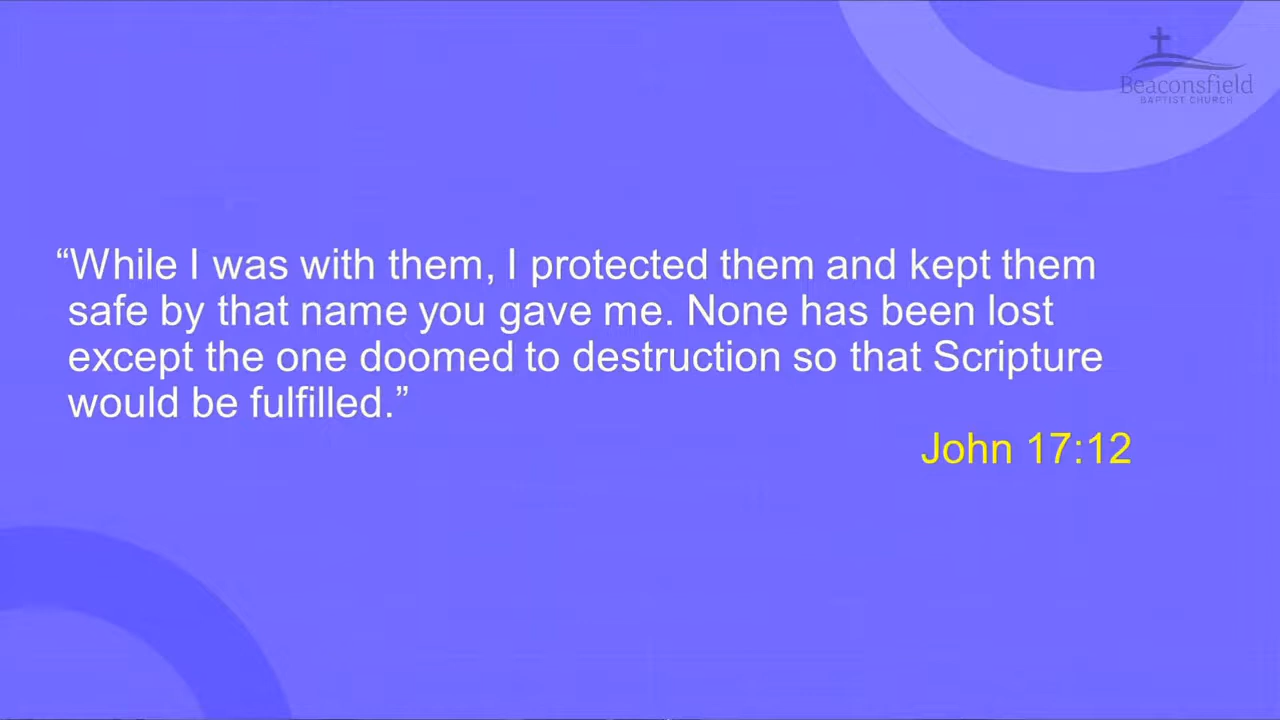 Beaconsfield
BAPTIST CHURCH
“While I was with them, I protected them and kept them
safe by that name you gave me. None has been lost
except the one doomed to destruction so that Scripture
would be fulfilled.”
John 17:12